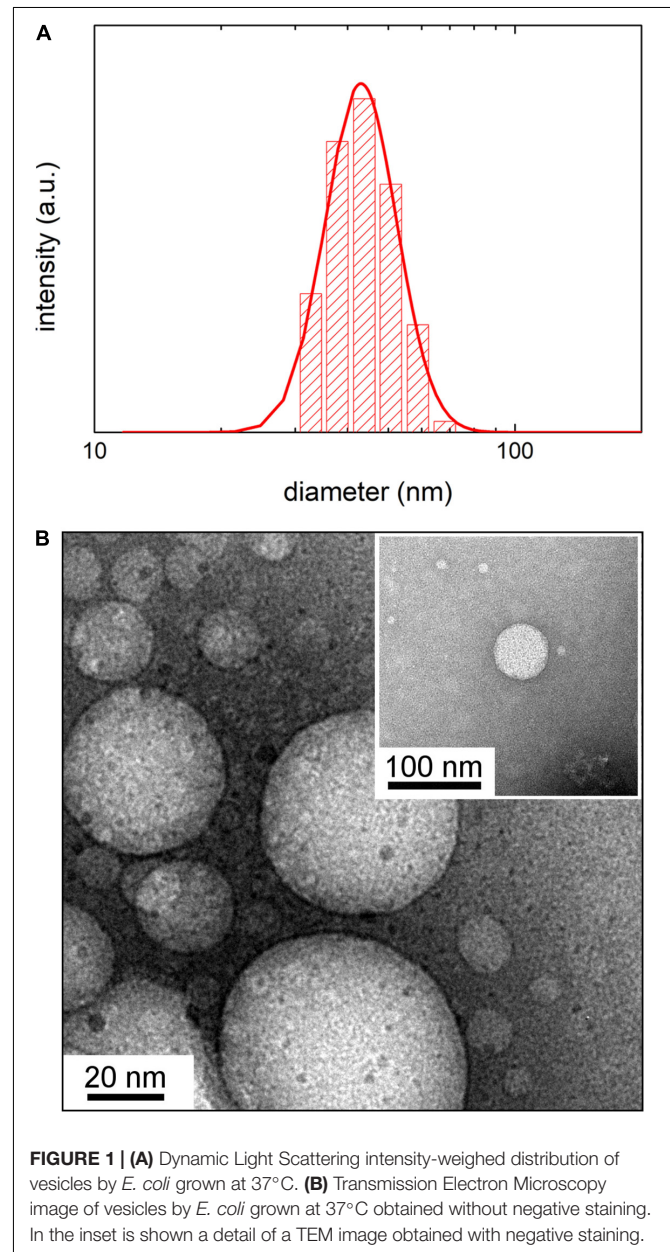 A
intensity (a.u.)
10
100
diameter (nm)
B
100 nm
20 nm
FIGURE 1 | (A) Dynamic Light Scattering intensity-weighed distribution of
vesicles by E. coli grown at 37°C. (B) Transmission Electron Microscopy
image of vesicles by E. coli grown at 37°C obtained without negative staining.
In the inset is shown a detail of a TEM image obtained with negative staining.